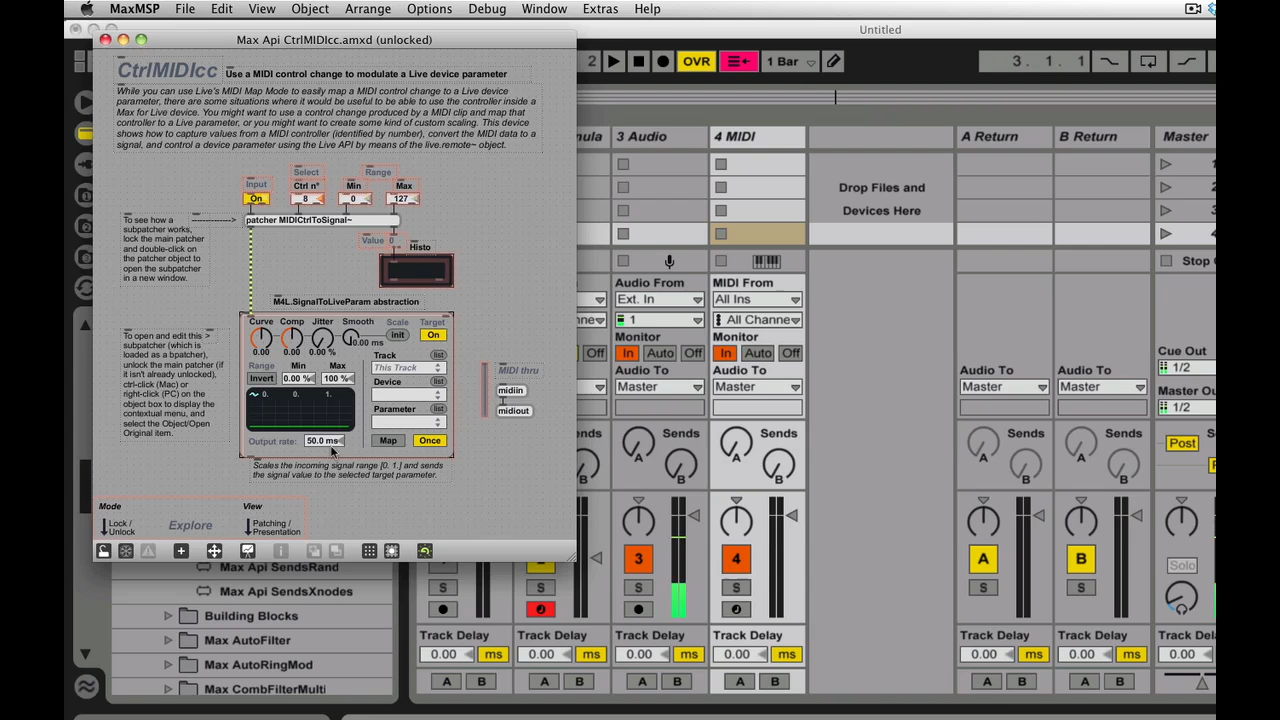 MaxMSP File Edit View Object Arrange Options Debug Window Extras Help
Untitled
Max Api CtrlMIDIcc.amxd (unlocked)
2 OVR 1 Bar 3. 1. 1
CtrlMIDIcc Use a MIDI control change to modulate a Live device parameter
While you can use Live's MIDI Map Mode to easily map a MIDI control change to a Live device
parameter, there are some situations where it would be useful to be able to use the controller inside a
Max for Live device. You might want to use a control change produced by a MIDI clip and map that
controller to a Live parameter, or you might want to create some kind of custom scaling. This device
shows how to capture values from a MIDI controller (identified by number), convert the MIDI data to a
signal, and control a device parameter using the Live API by means of the live.remote~ object.
Select Range
Input Ctrl n° Min Max
On 8 0 127
To see how a -------------->
subpatcher works,
lock the main patcher
and double-click on
the patcher object to
open the subpatcher
in a new window.
patcher MIDICtrlToSignal~
Value 0
Histo
M4L.SignalToLiveParam abstraction
To open and edit this >
subpatcher (which is
loaded as a bpatcher),
unlock the main patcher (if
it isn't already unlocked),
ctrl-click (Mac) or
right-click (PC) on the
object box to display the
contextual menu, and
select the Object/Open
Original item.
Curve Comp Jitter Smooth Scale Target
Init On
0.00 0.00 0.00 % 0.00 ms
Range Min Max
Invert 0.00 % 100 %
0. 0. 1.
Output rate: 50.0 ms
Track list
This Track
Device list
Parameter list
Map Once
MIDI thru
midiin
midiout
Scales the incoming signal range [0. 1.] and sends
the signal value to the selected target parameter.
Mode View
Lock / Unlock Explore Patching / Presentation
Max Api SendsRand
Max Api SendsXnodes
Building Blocks
Max AutoFilter
Max AutoRingMod
Max CombFilterMulti
3 Audio 4 MIDI A Return B Return Master
Drop Files and
Devices Here
Stop
Audio From MIDI From
Ext. In All Ins
1 All Channe
Monitor Monitor
In Auto Off In Auto Off
Off
Audio To Audio To Audio To Audio To
Master Master Master Master
Cue Out
1/2
Master Out
1/2
Sends Sends Sends Sends
A A A A
B B B B
Post
3 4 A B Solo
S S S S S S
Track Delay Track Delay Track Delay Track Delay Track Delay Track Delay
0.00 ms 0.00 ms 0.00 ms 0.00 ms 0.00 ms 0.00 ms
A B A B A B A B A B A B